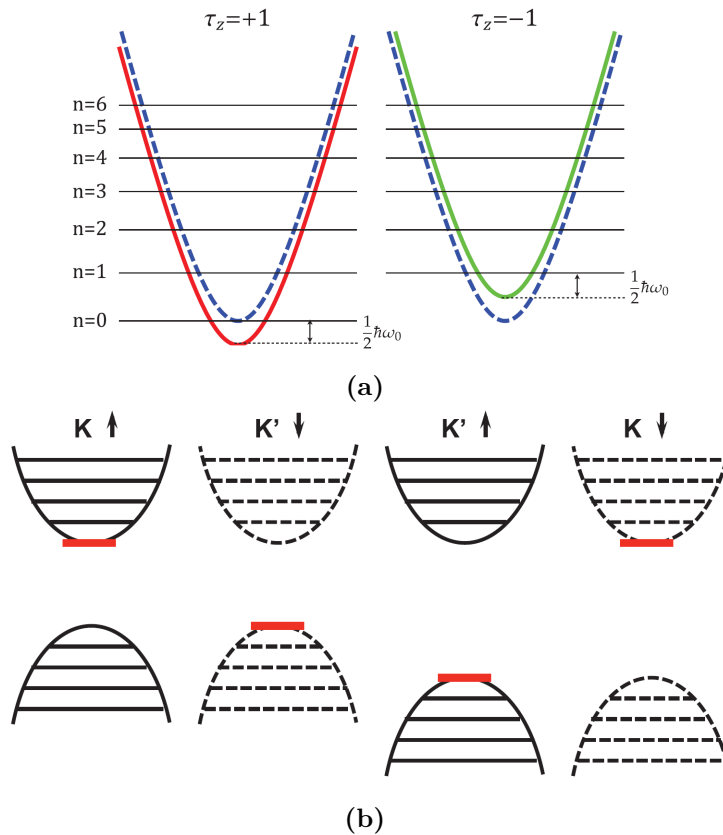 τz=+1
τz=−1
n=6
n=5
n=4
n=3
n=2
n=1
n=0
½ħω₀
½ħω₀
(a)
K
K'
K'
K
(b)